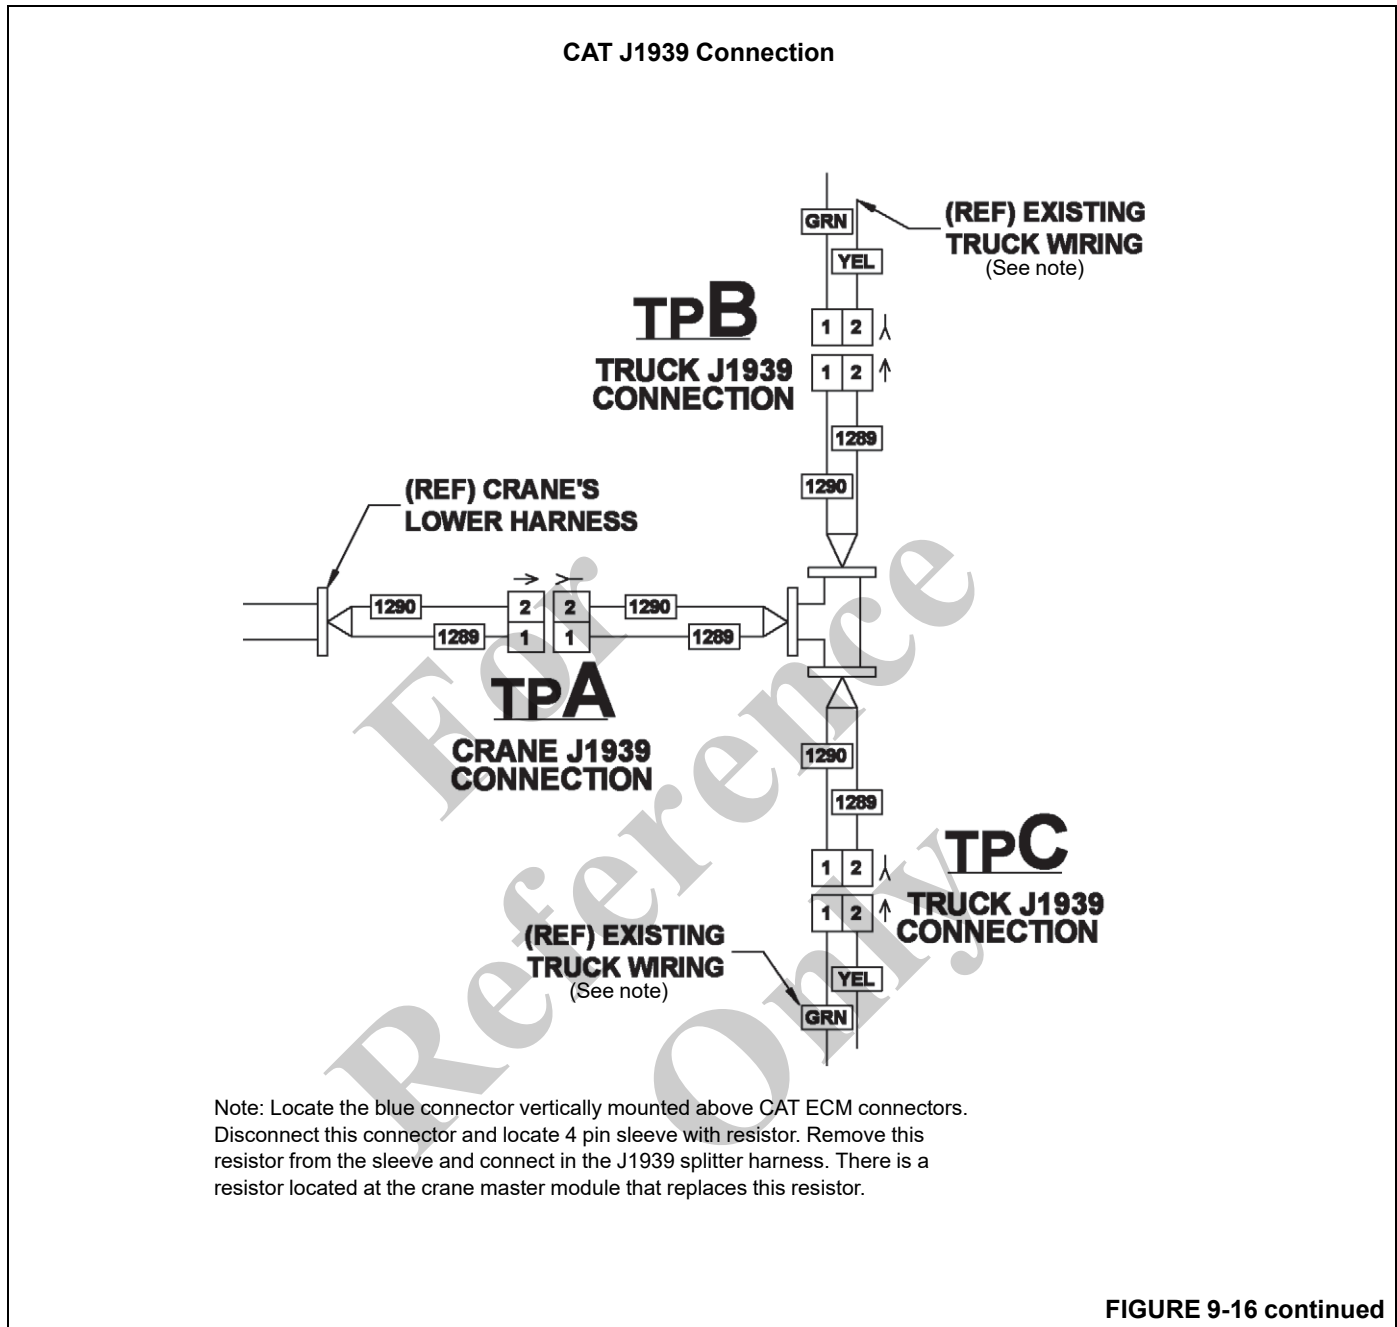 CAT J1939 Connection
GRN
YEL
(REF) EXISTING
TRUCK WIRING
(See note)
TPB
TRUCK J1939
CONNECTION
1 2
1 2
1289
1290
(REF) CRANE'S
LOWER HARNESS
1290
2 2
1290
1289
1 1
1289
TPA
CRANE J1939
CONNECTION
1290
1289
1 2
1 2
TPC
TRUCK J1939
CONNECTION
(REF) EXISTING
TRUCK WIRING
(See note)
YEL
GRN
For
Reference
Only
Note: Locate the blue connector vertically mounted above CAT ECM connectors.
Disconnect this connector and locate 4 pin sleeve with resistor. Remove this
resistor from the sleeve and connect in the J1939 splitter harness. There is a
resistor located at the crane master module that replaces this resistor.
FIGURE 9-16 continued